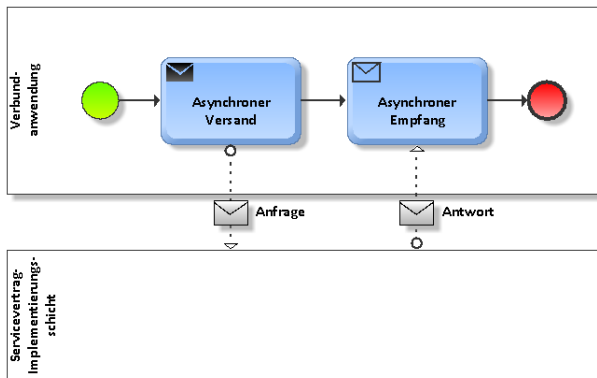 Verbund-
anwendung
Asynchroner
Versand
Asynchroner
Empfang
Anfrage
Antwort
Servicevertrag-
Implementierungs-
schicht